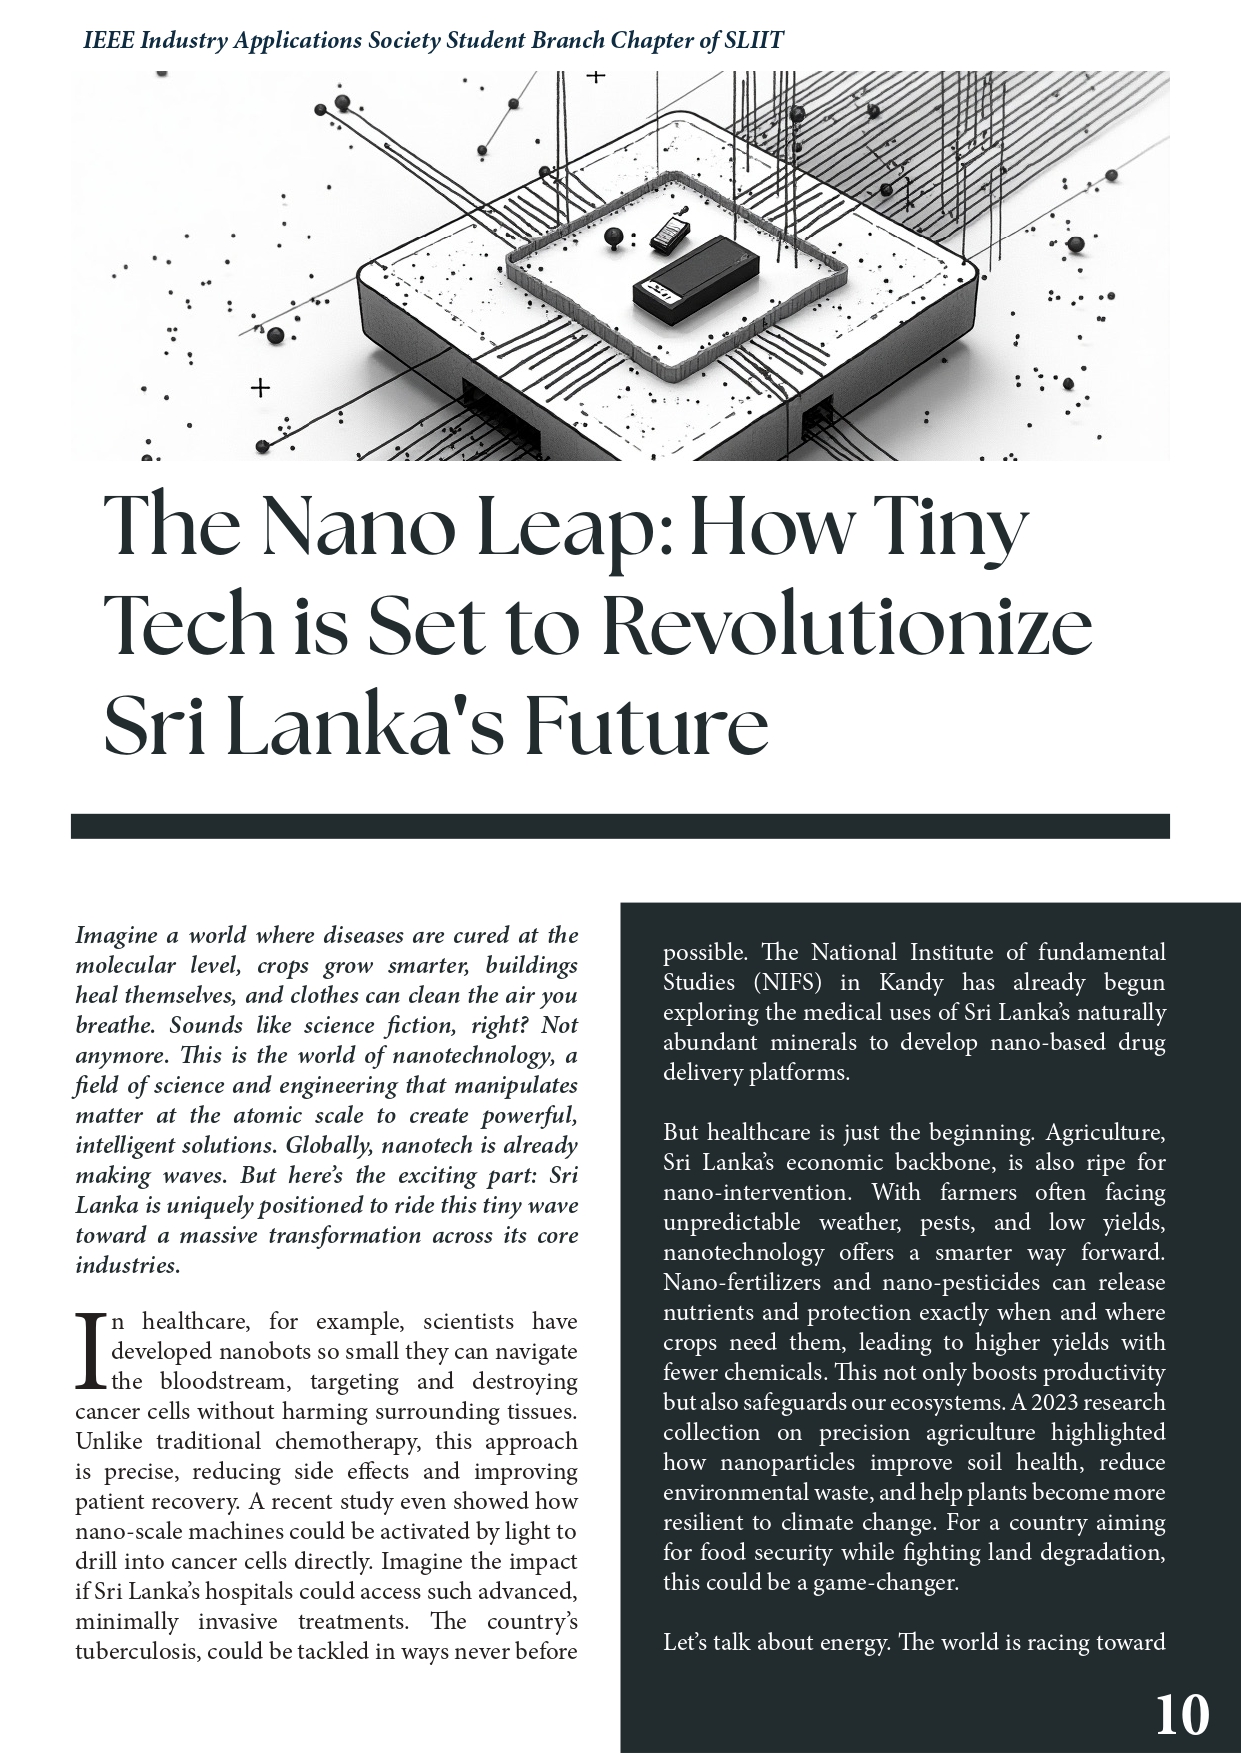 IEEE Industry Applications Society Student Branch Chapter of SLIIT
The Nano Leap: How Tiny
Tech is Set to Revolutionize
Sri Lanka's Future
Imagine a world where diseases are cured at the
molecular level, crops grow smarter, buildings
heal themselves, and clothes can clean the air you
breathe. Sounds like science fiction, right? Not
anymore. This is the world of nanotechnology, a
field of science and engineering that manipulates
matter at the atomic scale to create powerful,
intelligent solutions. Globally, nanotech is already
making waves. But here’s the exciting part: Sri
Lanka is uniquely positioned to ride this tiny wave
toward a massive transformation across its core
industries.
In healthcare, for example, scientists have
developed nanobots so small they can navigate
the bloodstream, targeting and destroying
cancer cells without harming surrounding tissues.
Unlike traditional chemotherapy, this approach
is precise, reducing side effects and improving
patient recovery. A recent study even showed how
nano-scale machines could be activated by light to
drill into cancer cells directly. Imagine the impact
if Sri Lanka’s hospitals could access such advanced,
minimally invasive treatments. The country’s
tuberculosis, could be tackled in ways never before
possible. The National Institute of fundamental
Studies (NIFS) in Kandy has already begun
exploring the medical uses of Sri Lanka’s naturally
abundant minerals to develop nano-based drug
delivery platforms.
But healthcare is just the beginning. Agriculture,
Sri Lanka’s economic backbone, is also ripe for
nano-intervention. With farmers often facing
unpredictable weather, pests, and low yields,
nanotechnology offers a smarter way forward.
Nano-fertilizers and nano-pesticides can release
nutrients and protection exactly when and where
crops need them, leading to higher yields with
fewer chemicals. This not only boosts productivity
but also safeguards our ecosystems. A 2023 research
collection on precision agriculture highlighted
how nanoparticles improve soil health, reduce
environmental waste, and help plants become more
resilient to climate change. For a country aiming
for food security while fighting land degradation,
this could be a game-changer.
Let’s talk about energy. The world is racing toward
10